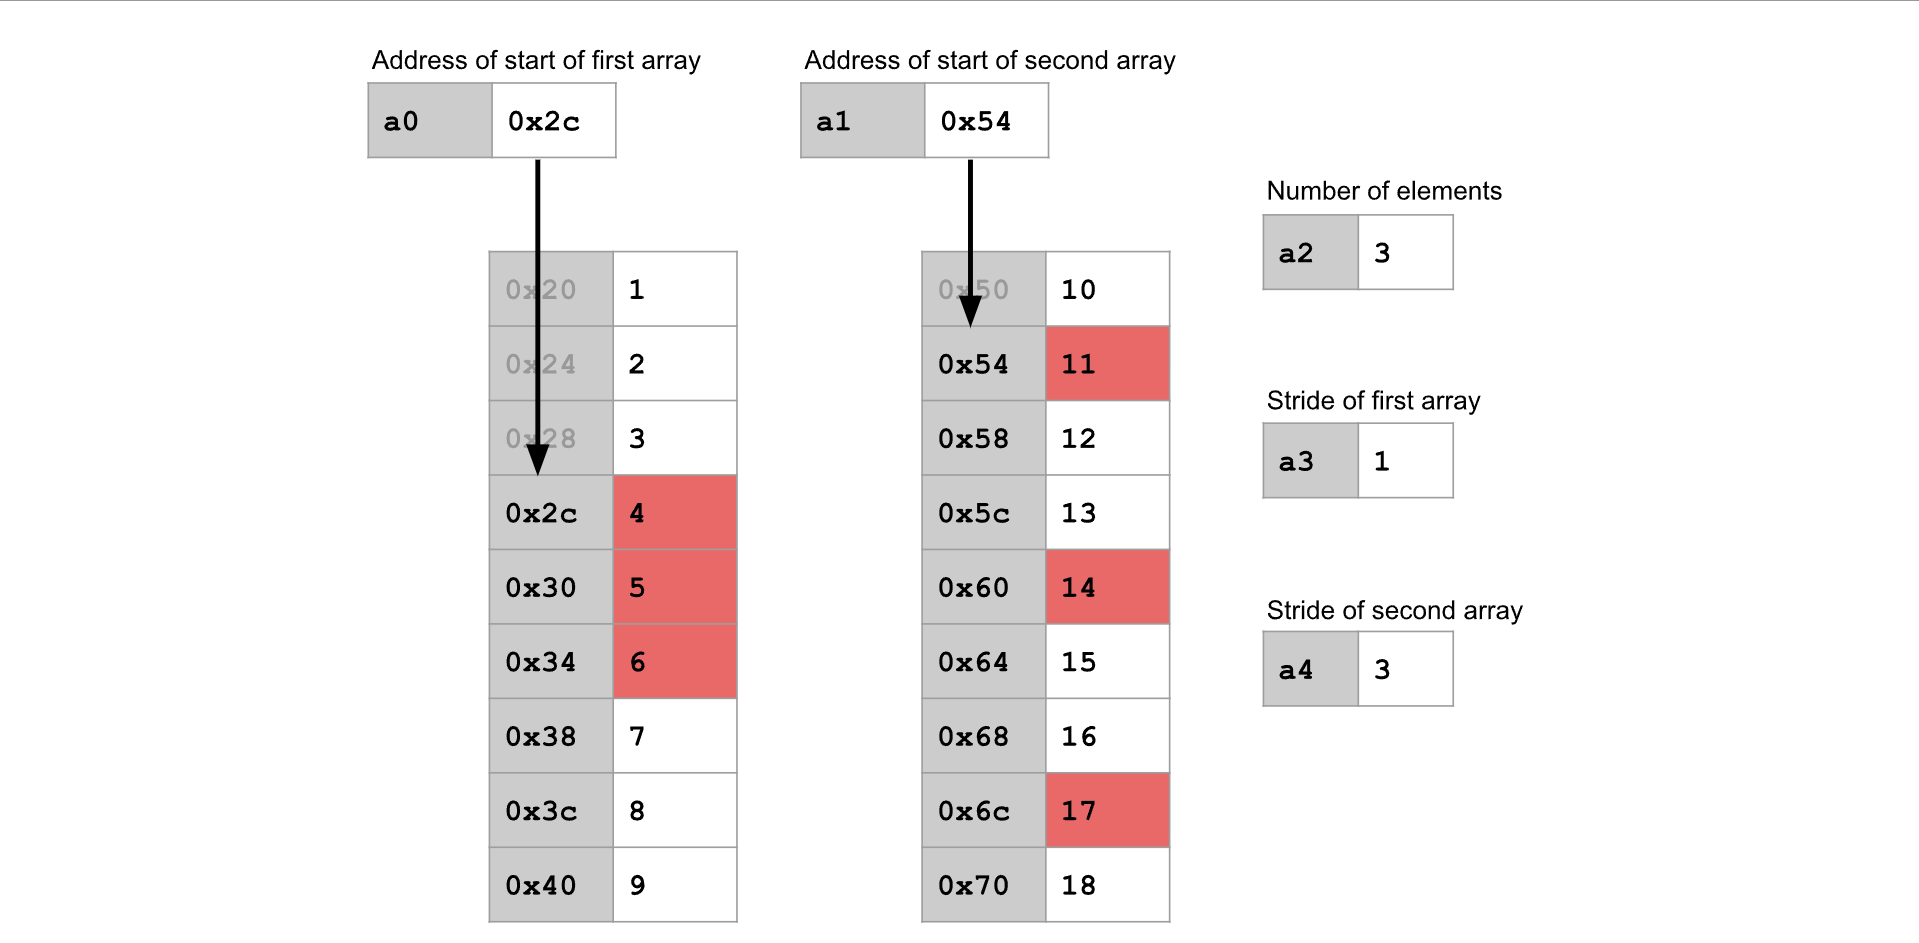 Address of start of first array
a0 0x2c
Address of start of second array
a1 0x54
0x20 1
0x24 2
0x28 3
0x2c 4
0x30 5
0x34 6
0x38 7
0x3c 8
0x40 9
0x50 10
0x54 11
0x58 12
0x5c 13
0x60 14
0x64 15
0x68 16
0x6c 17
0x70 18
Number of elements
a2 3
Stride of first array
a3 1
Stride of second array
a4 3